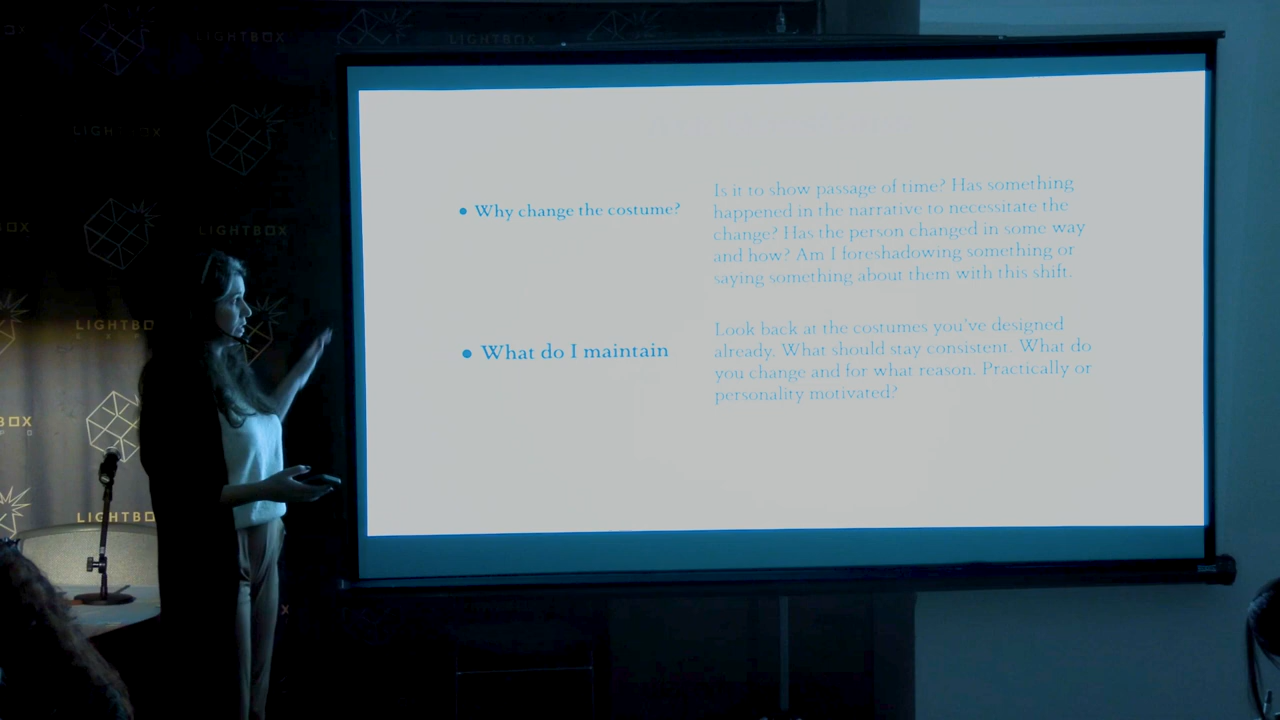 LIGHTBOX
LIGHTBOX
LIGHTBOX
LIGHTBOX
LIGHTBO
BOX
LIGHTBO
• Why change the costume?
Is it to show passage of time? Has something
happened in the narrative to necessitate the
change? Has the person changed in some way
and how? Am I foreshadowing something or
saying something about them with this shift.
• What do I maintain
Look back at the costumes you've designed
already. What should stay consistent. What do
you change and for what reason. Practically or
personality motivated?